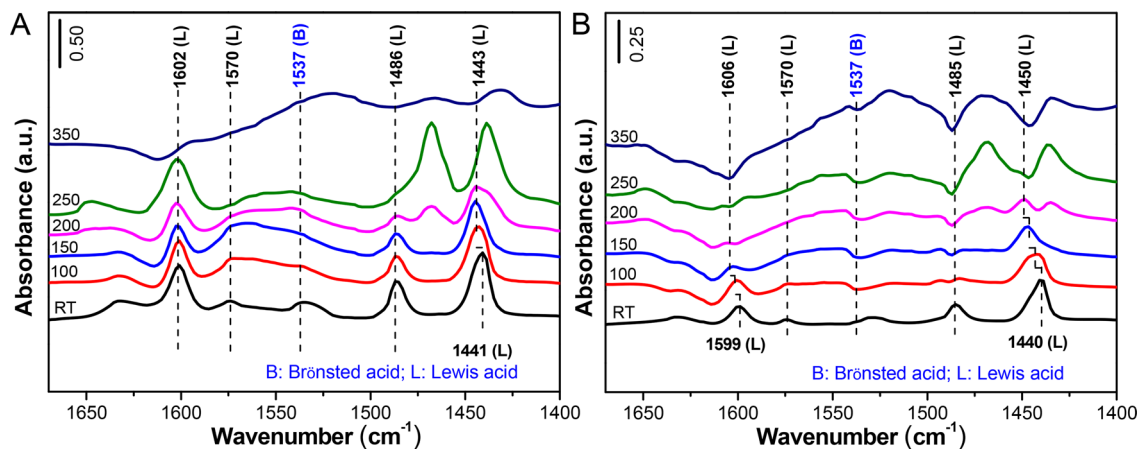 A
0.50
1602 (L)
1570 (L)
1537 (B)
1486 (L)
1443 (L)
350
250
200
150
100
RT
1441 (L)
B: Brönsted acid; L: Lewis acid
Absorbance (a.u.)
1650 1600 1550 1500 1450 1400
Wavenumber (cm⁻¹)
B
0.25
1606 (L)
1570 (L)
1537 (B)
1485 (L)
1450 (L)
350
250
200
150
100
RT
1599 (L)
1440 (L)
B: Brönsted acid; L: Lewis acid
Absorbance (a.u.)
1650 1600 1550 1500 1450 1400
Wavenumber (cm⁻¹)